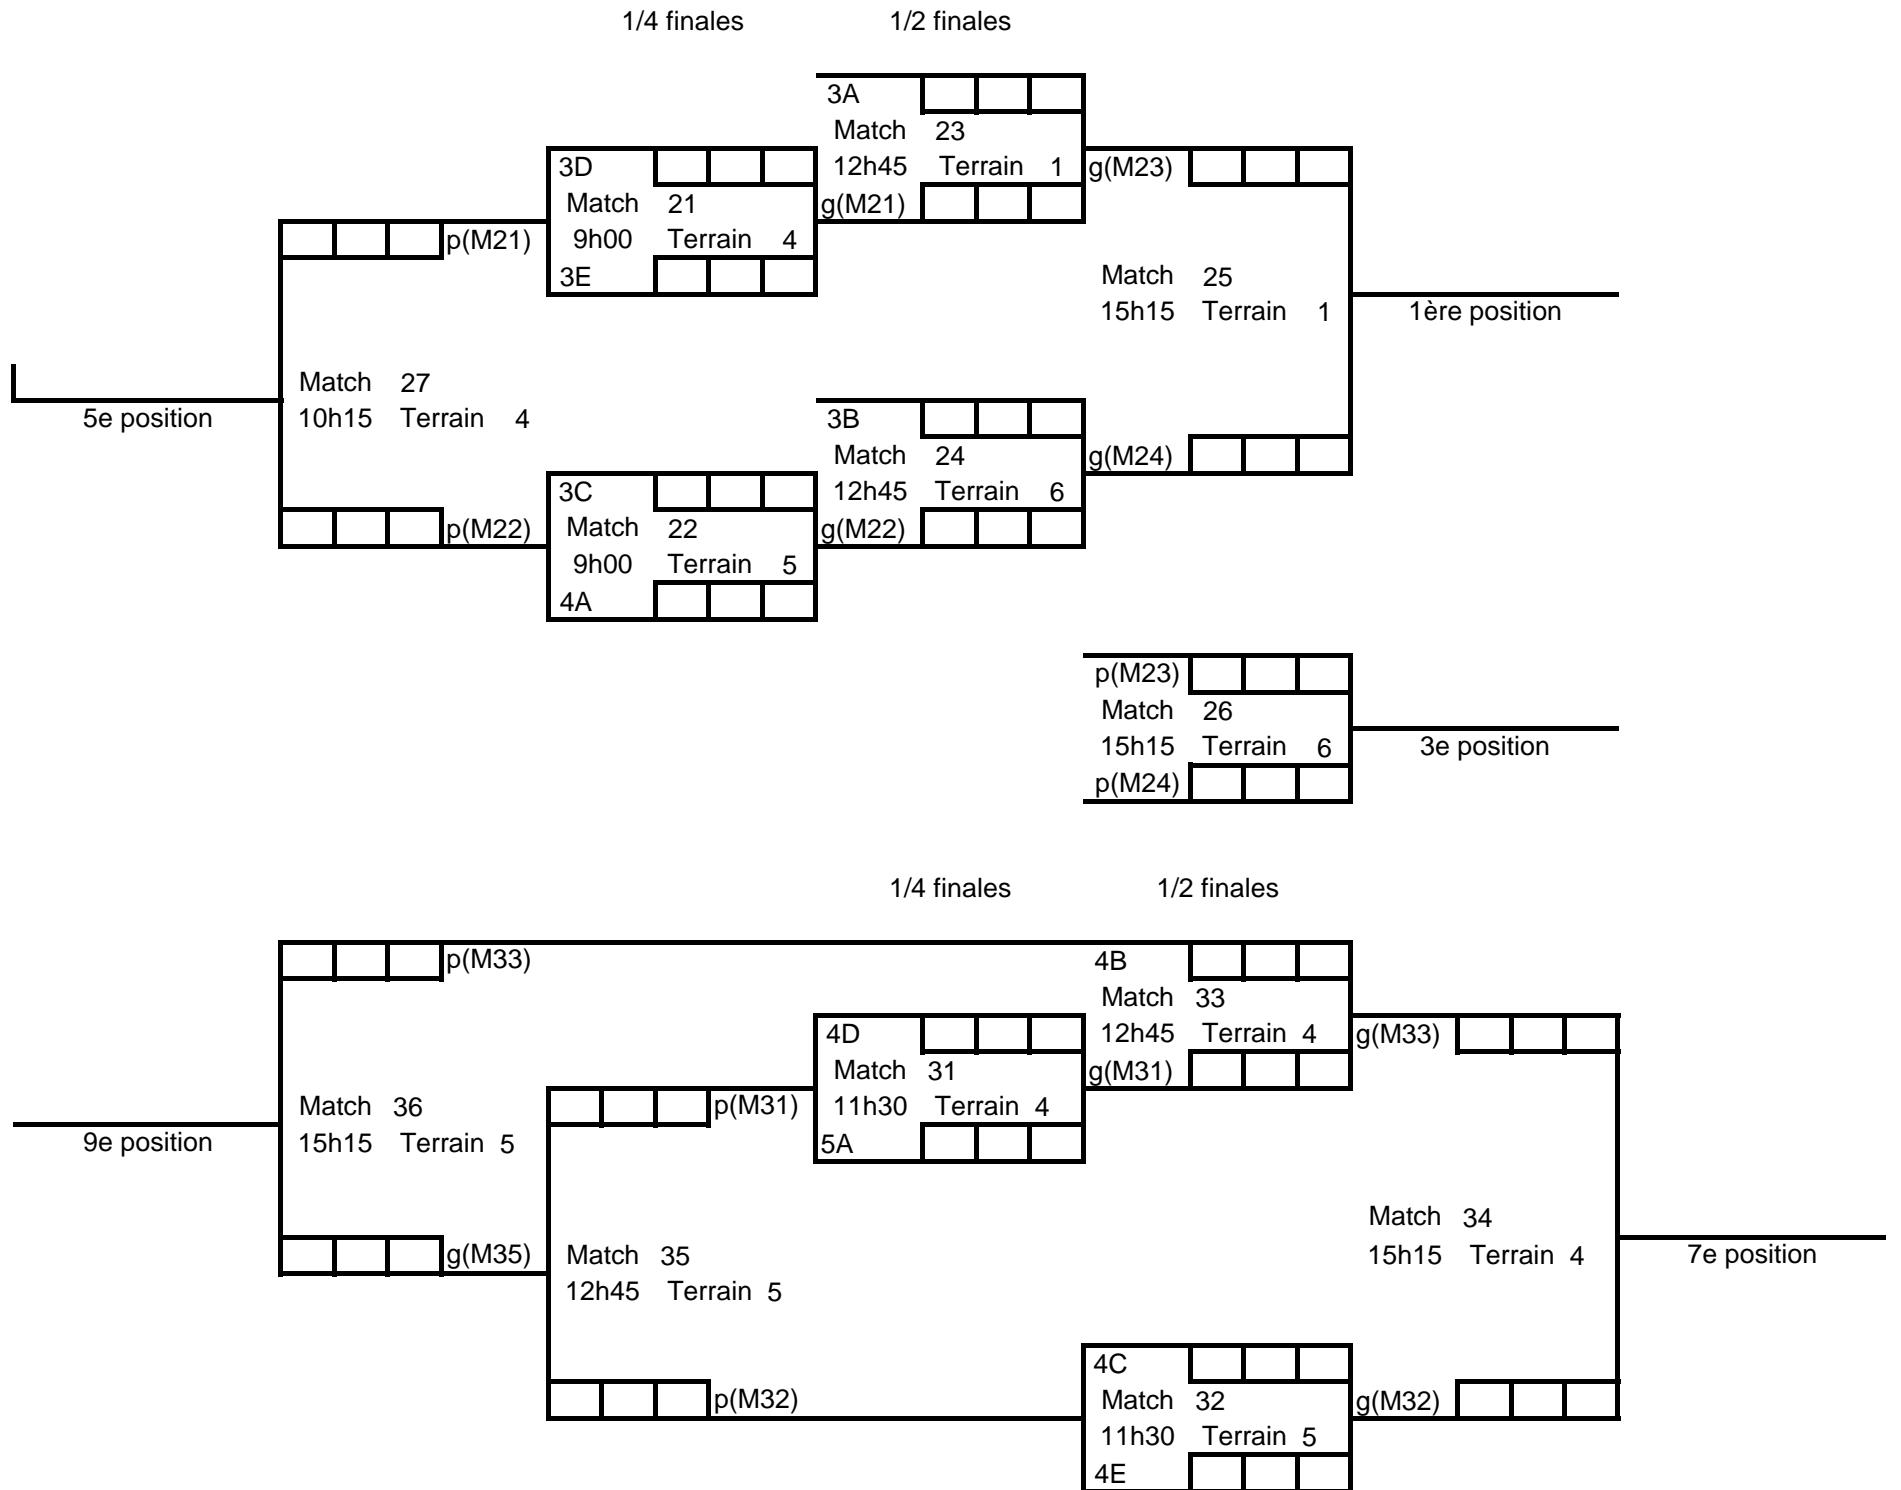 1/4 finales 1/2 finales
3A
Match 23
3D 12h45 Terrain 1 g(M23)
Match 21 g(M21)
p(M21) 9h00 Terrain 4
3E Match 25
15h15 Terrain 1 1ère position
Match 27
5e position 10h15 Terrain 4 3B
Match 24 g(M24)
3C 12h45 Terrain 6
p(M22) Match 22 g(M22)
9h00 Terrain 5
4A
p(M23)
Match 26
15h15 Terrain 6 3e position
p(M24)
1/4 finales 1/2 finales
p(M33) 4B
Match 33
4D 12h45 Terrain 4 g(M33)
Match 31 g(M31)
Match 36 p(M31) 11h30 Terrain 4
9e position 15h15 Terrain 5 5A
Match 34
g(M35) Match 35 15h15 Terrain 4 7e position
12h45 Terrain 5
4C
p(M32) Match 32 g(M32)
11h30 Terrain 5
4E